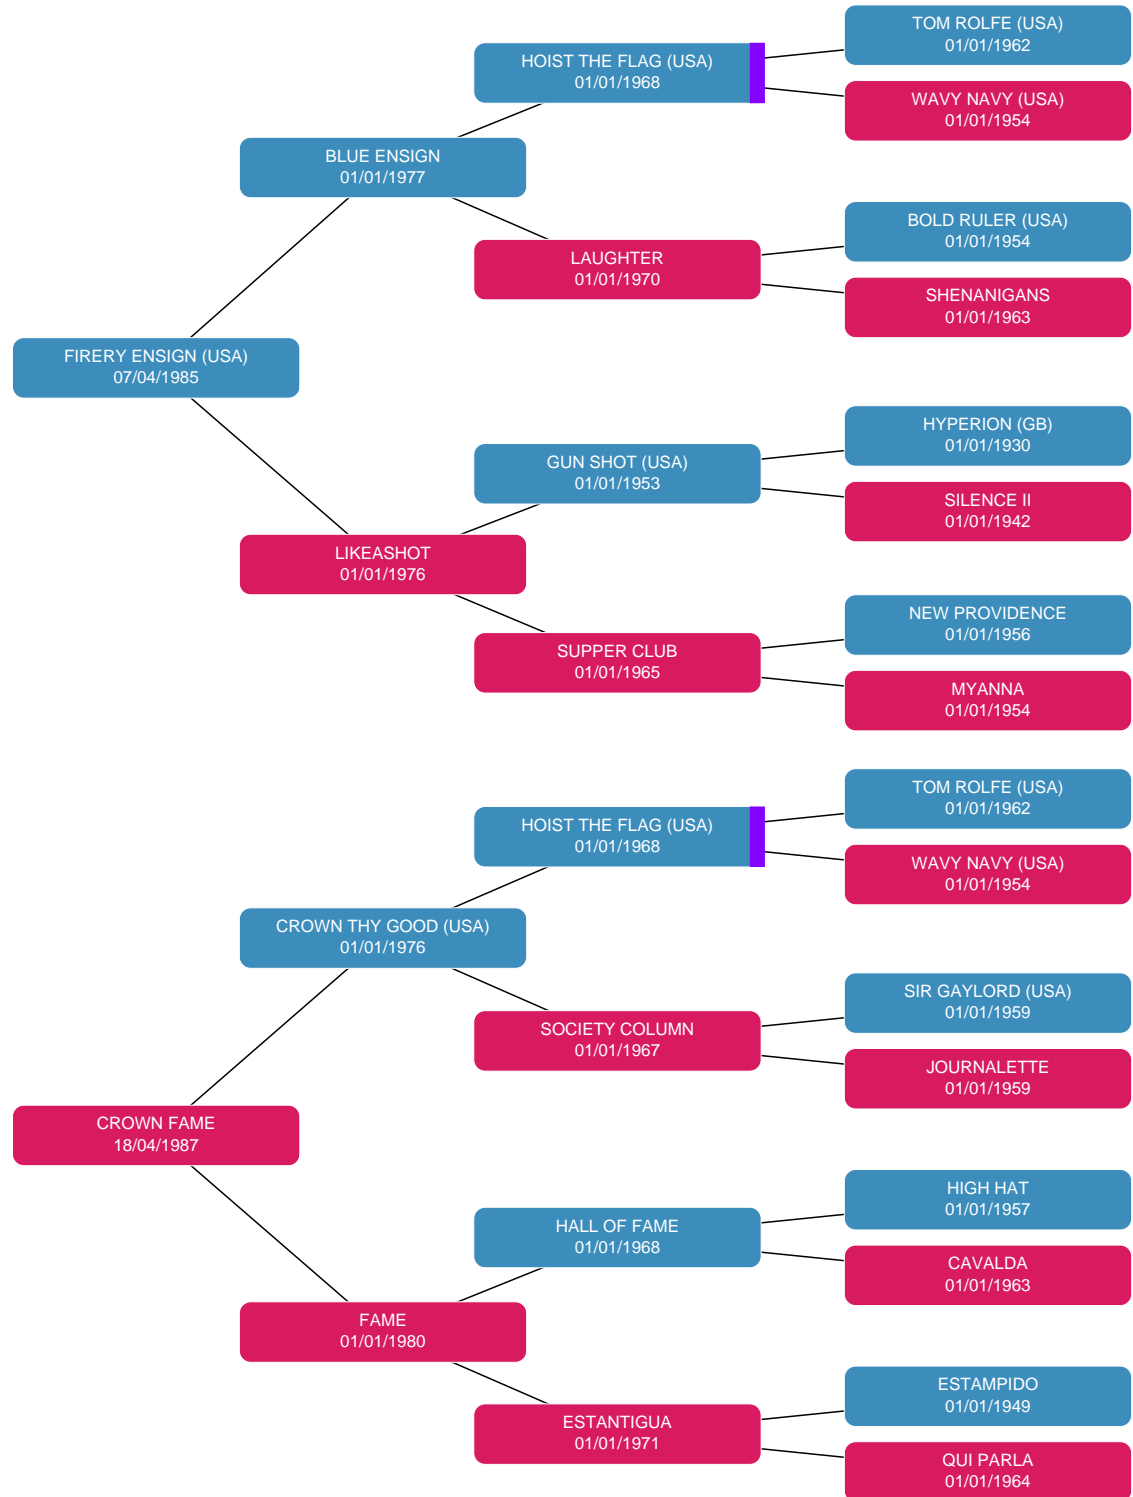 TOM ROLFE (USA)
01/01/1962
HOIST THE FLAG (USA)
01/01/1968
WAVY NAVY (USA)
01/01/1954
BLUE ENSIGN
01/01/1977
BOLD RULER (USA)
01/01/1954
LAUGHTER
01/01/1970
SHENANIGANS
01/01/1963
FIRERY ENSIGN (USA)
07/04/1985
HYPERION (GB)
01/01/1930
GUN SHOT (USA)
01/01/1953
SILENCE II
01/01/1942
LIKEASHOT
01/01/1976
NEW PROVIDENCE
01/01/1956
SUPPER CLUB
01/01/1965
MYANNA
01/01/1954
TOM ROLFE (USA)
01/01/1962
HOIST THE FLAG (USA)
01/01/1968
WAVY NAVY (USA)
01/01/1954
CROWN THY GOOD (USA)
01/01/1976
SIR GAYLORD (USA)
01/01/1959
SOCIETY COLUMN
01/01/1967
JOURNALETTE
01/01/1959
CROWN FAME
18/04/1987
HIGH HAT
01/01/1957
HALL OF FAME
01/01/1968
CAVALDA
01/01/1963
FAME
01/01/1980
ESTAMPIDO
01/01/1949
ESTANTIGUA
01/01/1971
QUI PARLA
01/01/1964